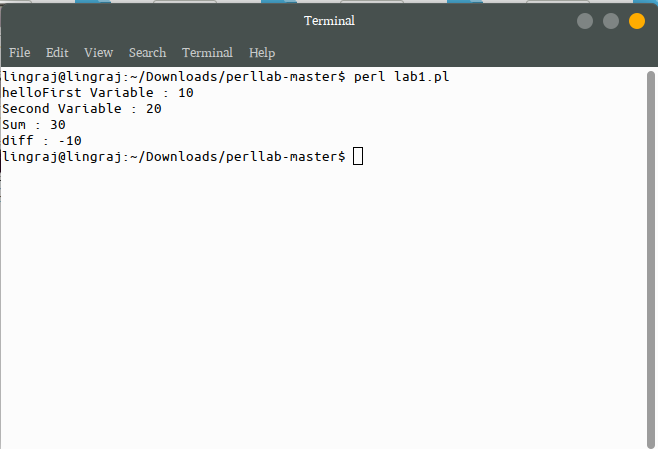 Terminal
File Edit View Search Terminal Help
lingraj@lingraj:~/Downloads/perllab-master$ perl lab1.pl
helloFirst Variable : 10
Second Variable : 20
Sum : 30
diff : -10
lingraj@lingraj:~/Downloads/perllab-master$